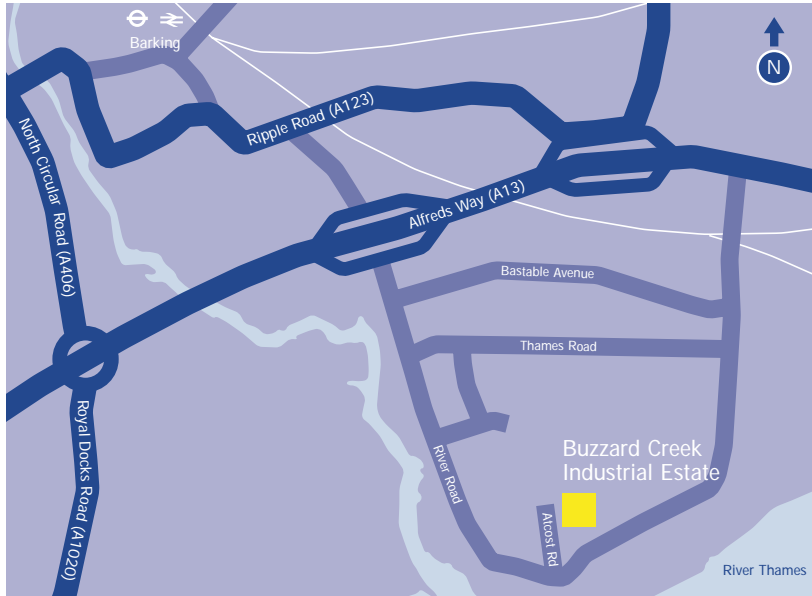 Barking
N
Ripple Road (A123)
North Circular Road (A406)
Alfreds Way (A13)
Bastable Avenue
Thames Road
Royal Docks Road (A1020)
River Road
Buzzard Creek
Industrial Estate
Atcost Rd
River Thames